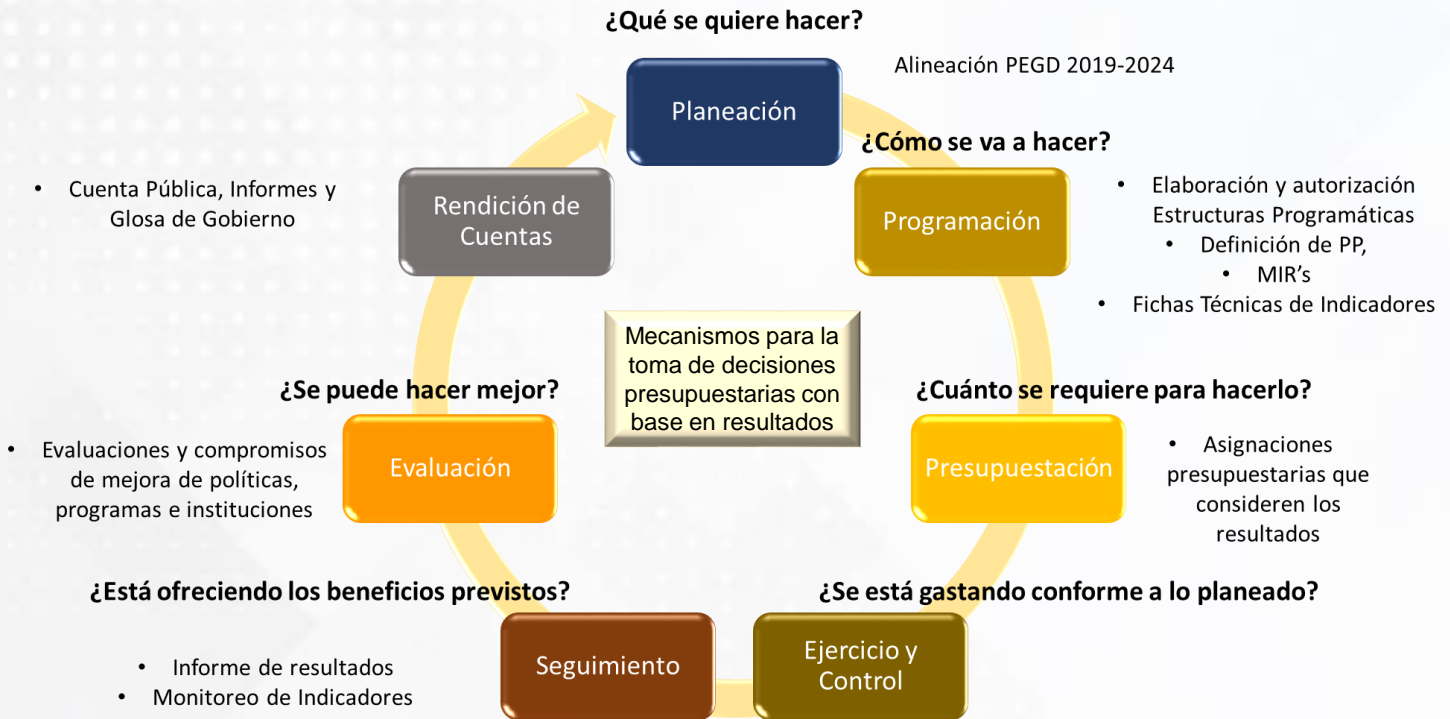 ¿Qué se quiere hacer?
Planeación
Alineación PEGD 2019-2024
¿Cómo se va a hacer?
Programación
• Elaboración y autorización
Estructuras Programáticas
• Definición de PP,
• MIR's
• Fichas Técnicas de Indicadores
¿Cuánto se requiere para hacerlo?
Presupuestación
• Asignaciones
presupuestarias que
consideren los
resultados
¿Se está gastando conforme a lo planeado?
Ejercicio y
Control
¿Está ofreciendo los beneficios previstos?
Seguimiento
• Informe de resultados
• Monitoreo de Indicadores
¿Se puede hacer mejor?
Evaluación
• Evaluaciones y compromisos
de mejora de políticas,
programas e instituciones
Rendición de
Cuentas
• Cuenta Pública, Informes y
Glosa de Gobierno
Mecanismos para la
toma de decisiones
presupuestarias con
base en resultados